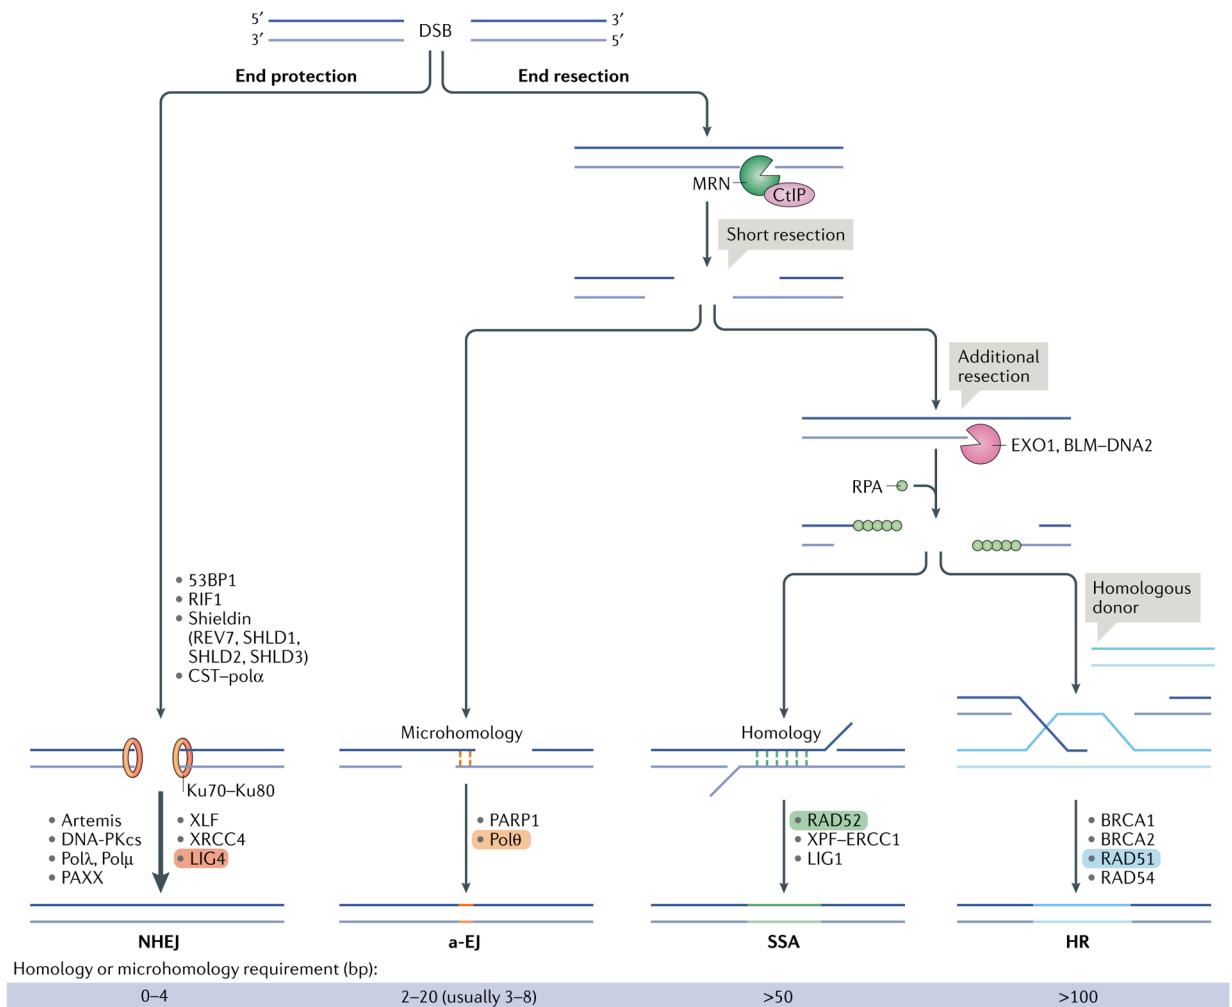 5′
3′
3′
5′
DSB
End protection
End resection
MRN
CtIP
Short resection
Additional
resection
EXO1, BLM–DNA2
RPA
• 53BP1
• RIF1
• Shieldin
(REV7, SHLD1,
SHLD2, SHLD3)
• CST–polα
Homologous
donor
Microhomology
Homology
Ku70–Ku80
• Artemis
• DNA-PKcs
• Polλ, Polμ
• PAXX
• XLF
• XRCC4
• LIG4
• PARP1
• Polθ
• RAD52
• XPF–ERCC1
• LIG1
• BRCA1
• BRCA2
• RAD51
• RAD54
NHEJ
a-EJ
SSA
HR
Homology or microhomology requirement (bp):
0–4
2–20 (usually 3–8)
>50
>100